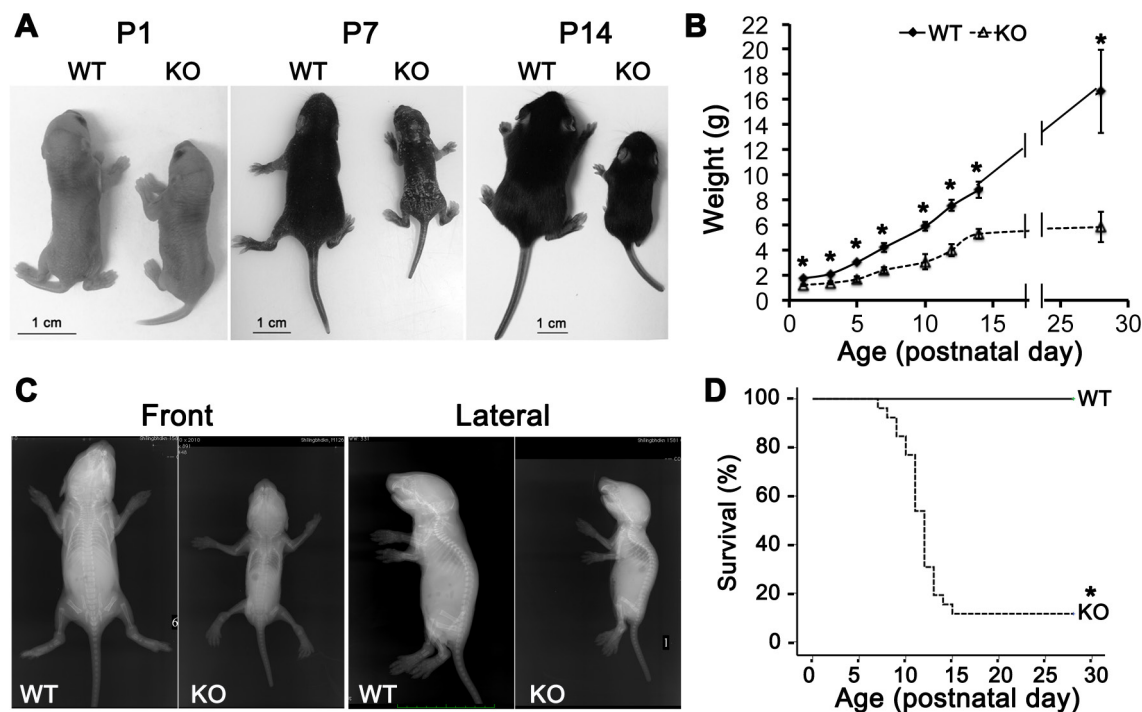 A
P1
P7
P14
WT
KO
WT
KO
WT
KO
1 cm
1 cm
1 cm
B
WT
KO
Weight (g)
22
20
18
16
14
12
10
8
6
4
2
0
* * * * * * * *
0
5
10
15
25
30
Age (postnatal day)
C
Front
Lateral
WT
KO
WT
KO
6
1
D
Survival (%)
100
80
60
40
20
0
WT
*
KO
0
5
10
15
20
25
30
Age (postnatal day)